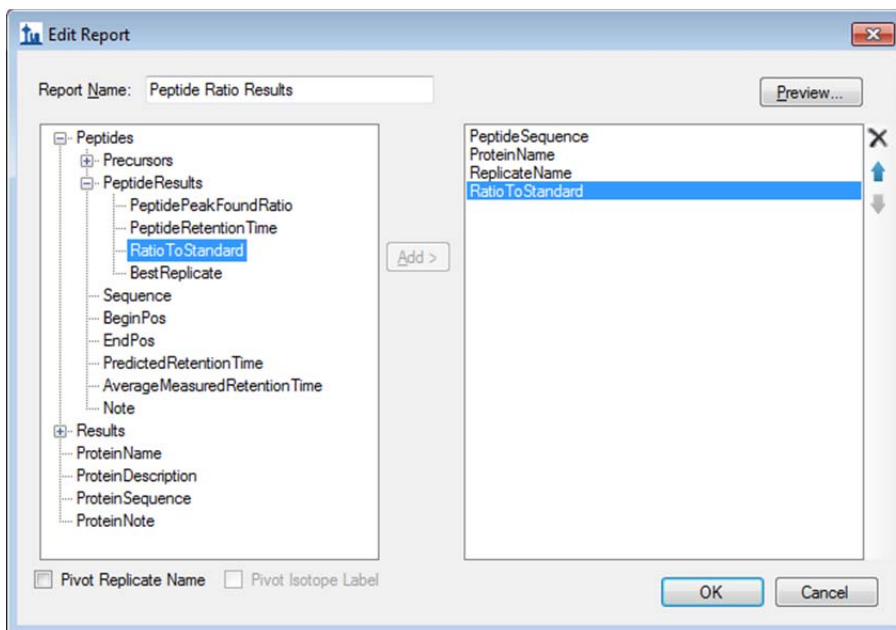 Edit Report
Report Name: Peptide Ratio Results
Preview...
Peptides
Precursors
PeptideResults
PeptidePeakFoundRatio
PeptideRetentionTime
RatioToStandard
BestReplicate
Sequence
BeginPos
EndPos
PredictedRetentionTime
AverageMeasuredRetentionTime
Note
Results
ProteinName
ProteinDescription
ProteinSequence
ProteinNote
Add >
PeptideSequence
ProteinName
ReplicateName
RatioToStandard
Pivot Replicate Name Pivot Isotope Label
OK Cancel